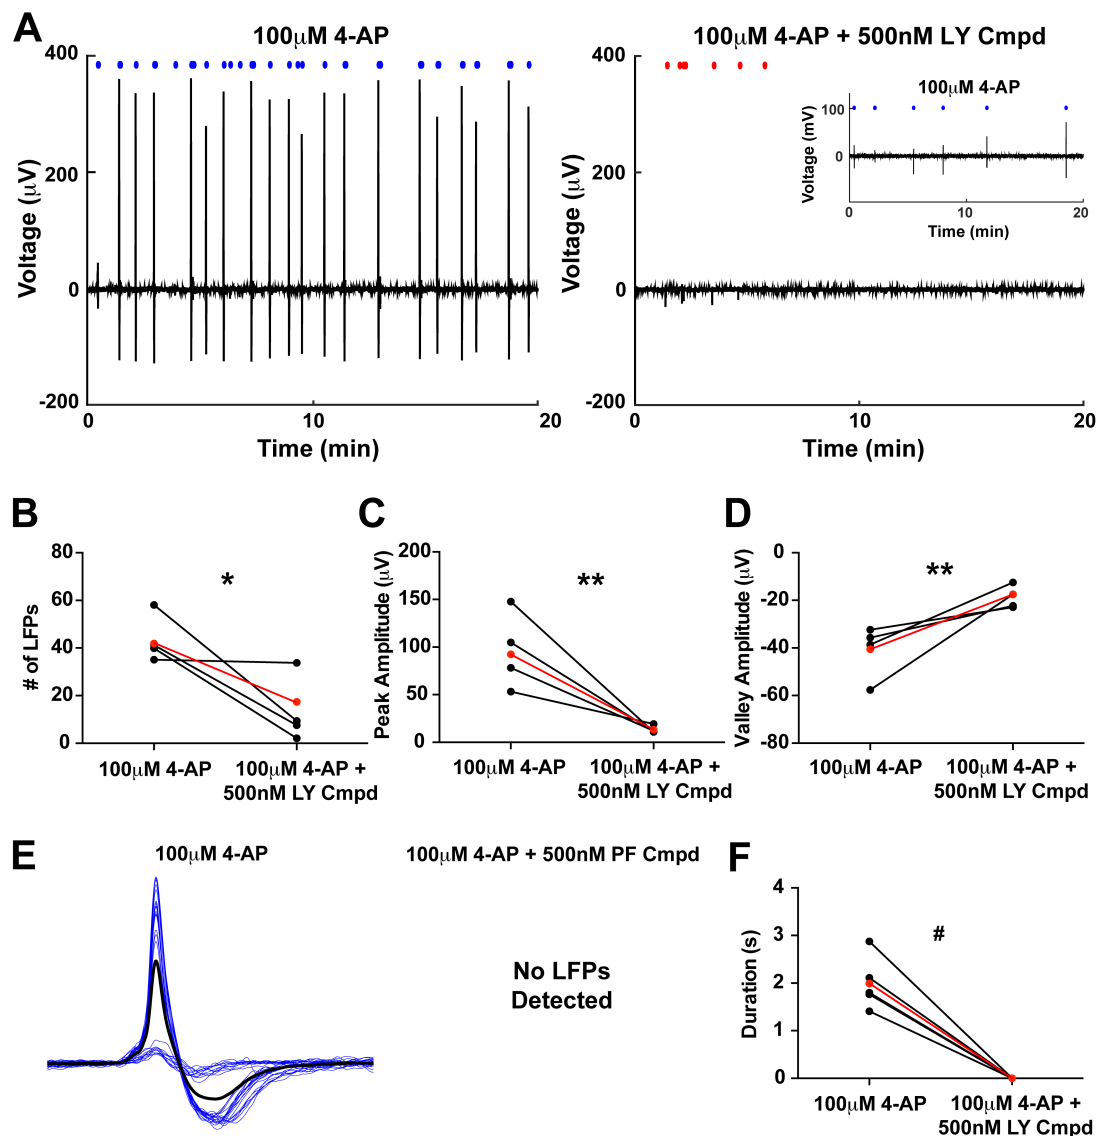 A
100μM 4-AP
400
200
0
-200
Voltage (μV)
0
10
20
Time (min)
100μM 4-AP + 500nM LY Cmpd
400
200
0
-200
Voltage (μV)
0
10
20
Time (min)
100μM 4-AP
100
0
Voltage (mV)
0
10
20
Time (min)
B
80
60
40
20
0
# of LFPs
*
100μM 4-AP
100μM 4-AP +
500nM LY Cmpd
C
200
150
100
50
0
Peak Amplitude (μV)
**
100μM 4-AP
100μM 4-AP +
500nM LY Cmpd
D
0
-20
-40
-60
-80
Valley Amplitude (μV)
**
100μM 4-AP
100μM 4-AP +
500nM LY Cmpd
E
100μM 4-AP
100μM 4-AP + 500nM PF Cmpd
No LFPs
Detected
F
4
3
2
1
0
Duration (s)
#
100μM 4-AP
100μM 4-AP +
500nM LY Cmpd